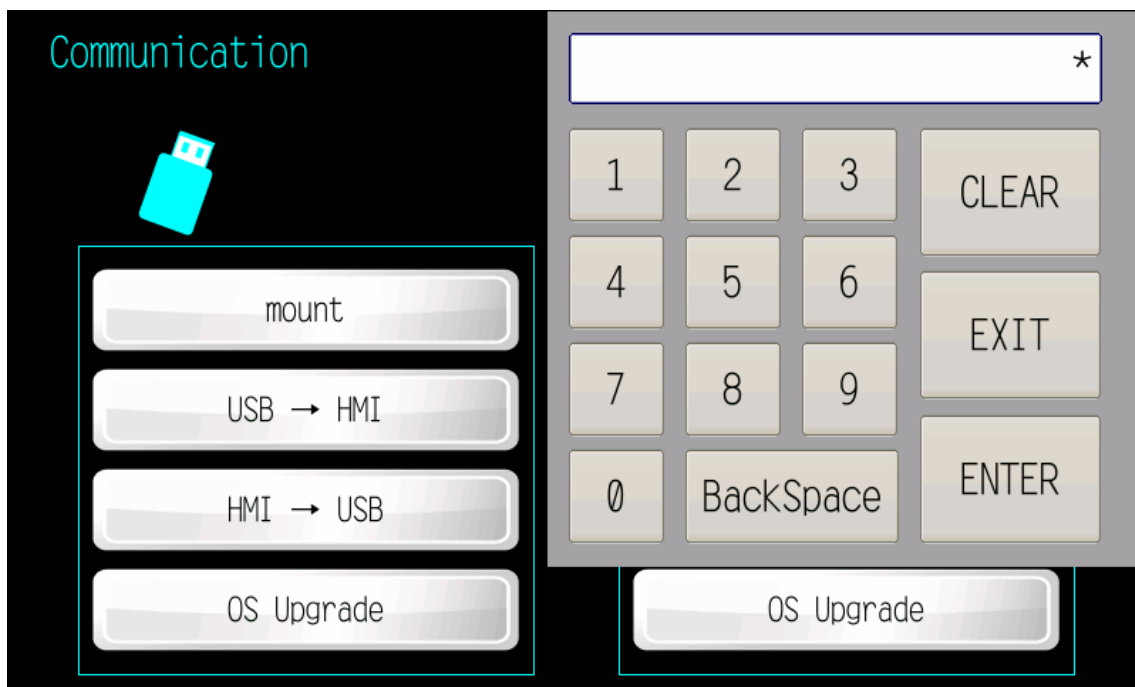 Communication
*
1 2 3 CLEAR
4 5 6
EXIT
7 8 9
0 BackSpace ENTER
mount
USB → HMI
HMI → USB
OS Upgrade
OS Upgrade